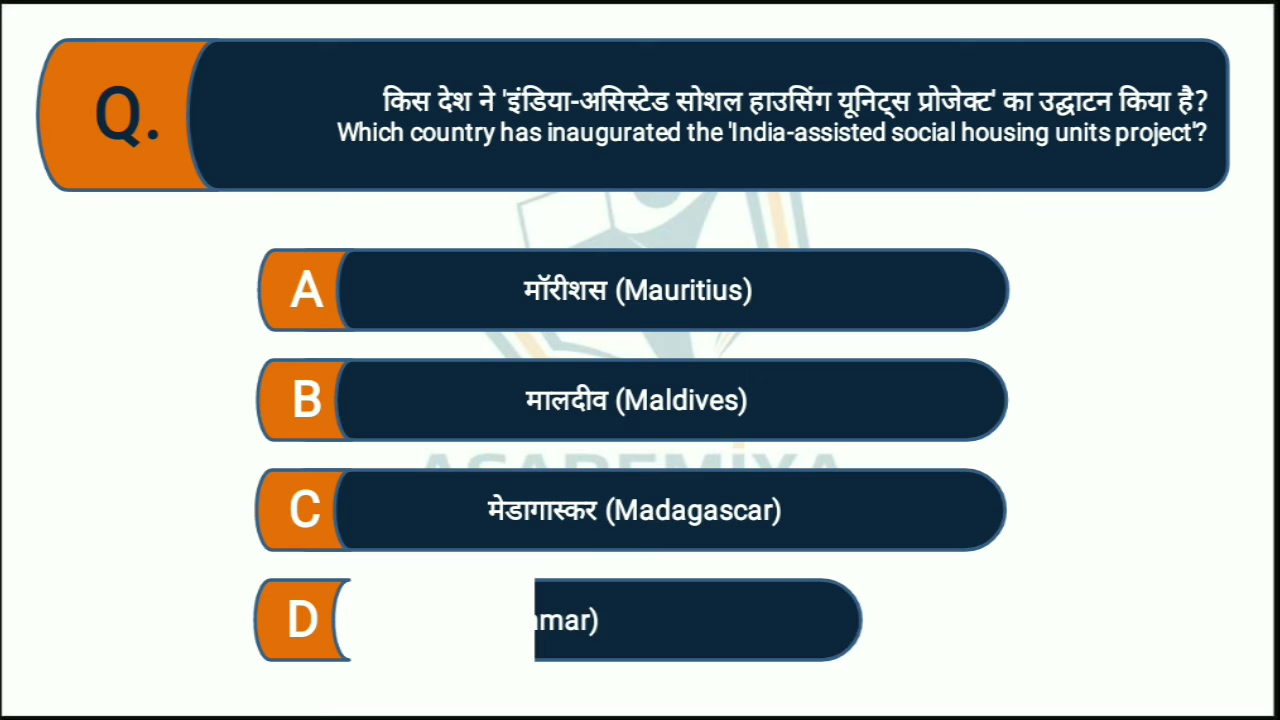 Q.
किस देश ने 'इंडिया-असिस्टेड सोशल हाउसिंग यूनिट्स प्रोजेक्ट' का उद्घाटन किया है?
Which country has inaugurated the 'India-assisted social housing units project'?
A मॉरीशस (Mauritius)
B मालदीव (Maldives)
C मेडागास्कर (Madagascar)
D mar)